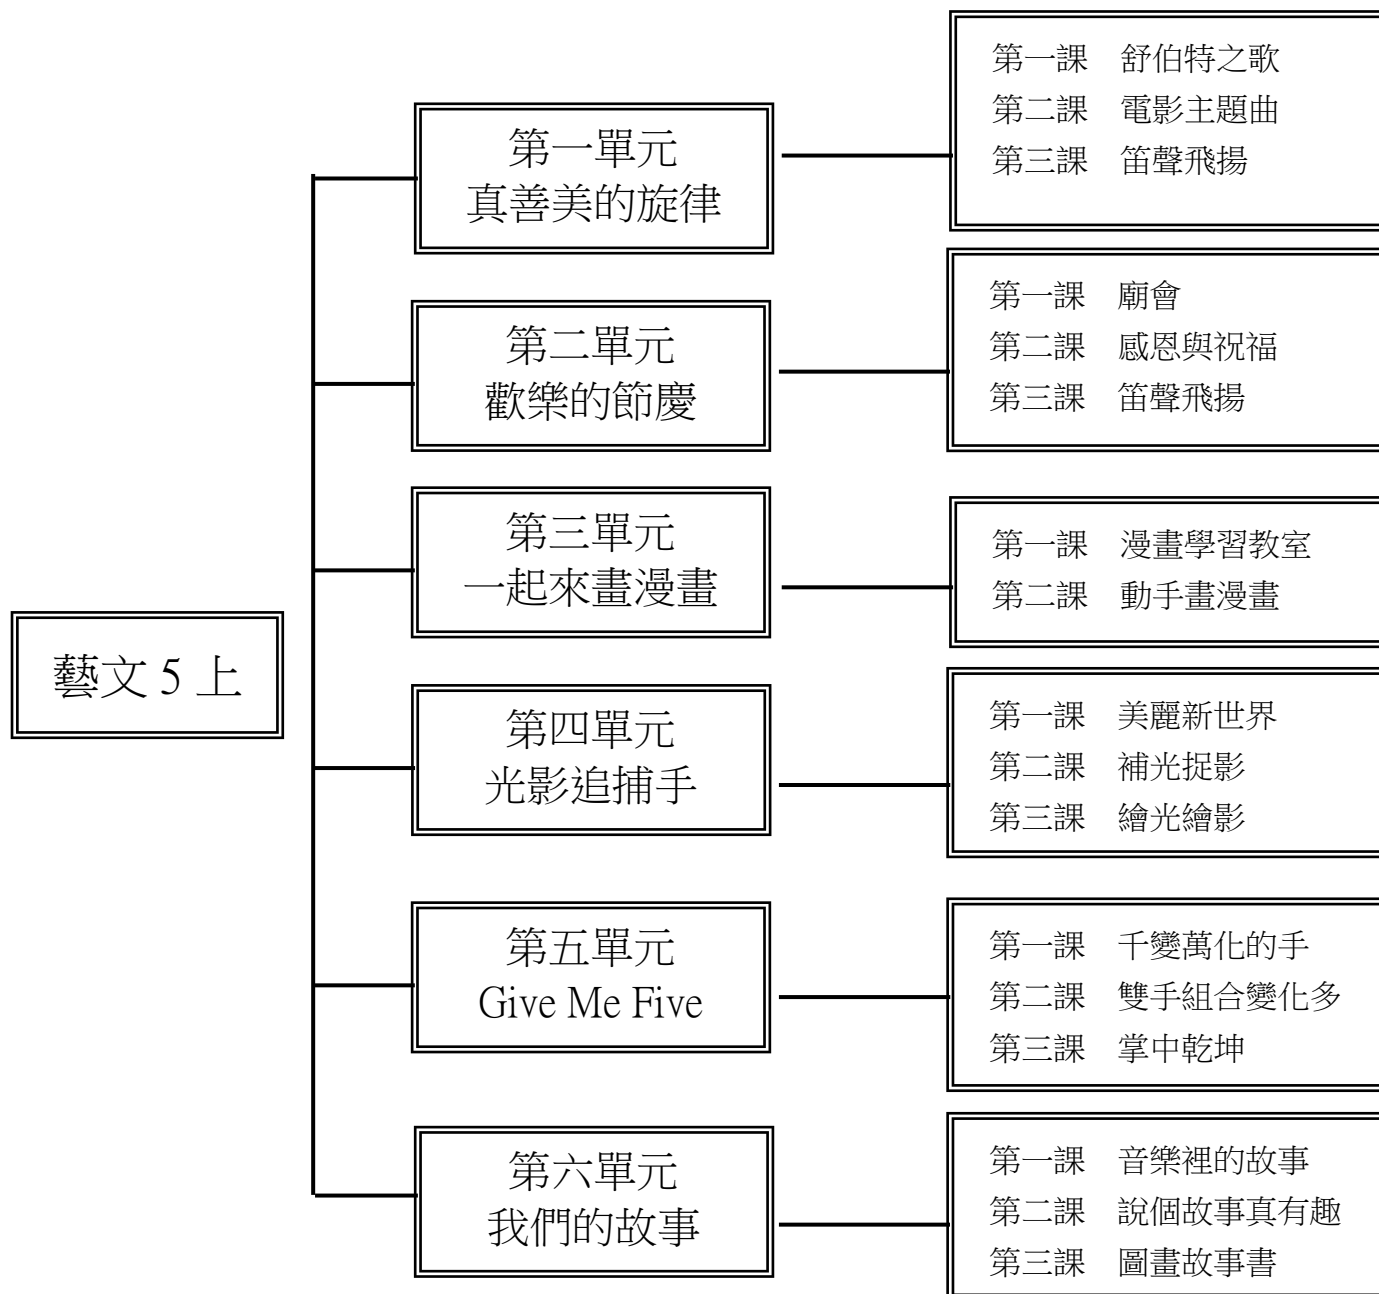 藝文 5 上
第一單元
真善美的旋律
第一課　舒伯特之歌
第二課　電影主題曲
第三課　笛聲飛揚
第二單元
歡樂的節慶
第一課　廟會
第二課　感恩與祝福
第三課　笛聲飛揚
第三單元
一起來畫漫畫
第一課　漫畫學習教室
第二課　動手畫漫畫
第四單元
光影追捕手
第一課　美麗新世界
第二課　補光捉影
第三課　繪光繪影
第五單元
Give Me Five
第一課　千變萬化的手
第二課　雙手組合變化多
第三課　掌中乾坤
第六單元
我們的故事
第一課　音樂裡的故事
第二課　說個故事真有趣
第三課　圖畫故事書